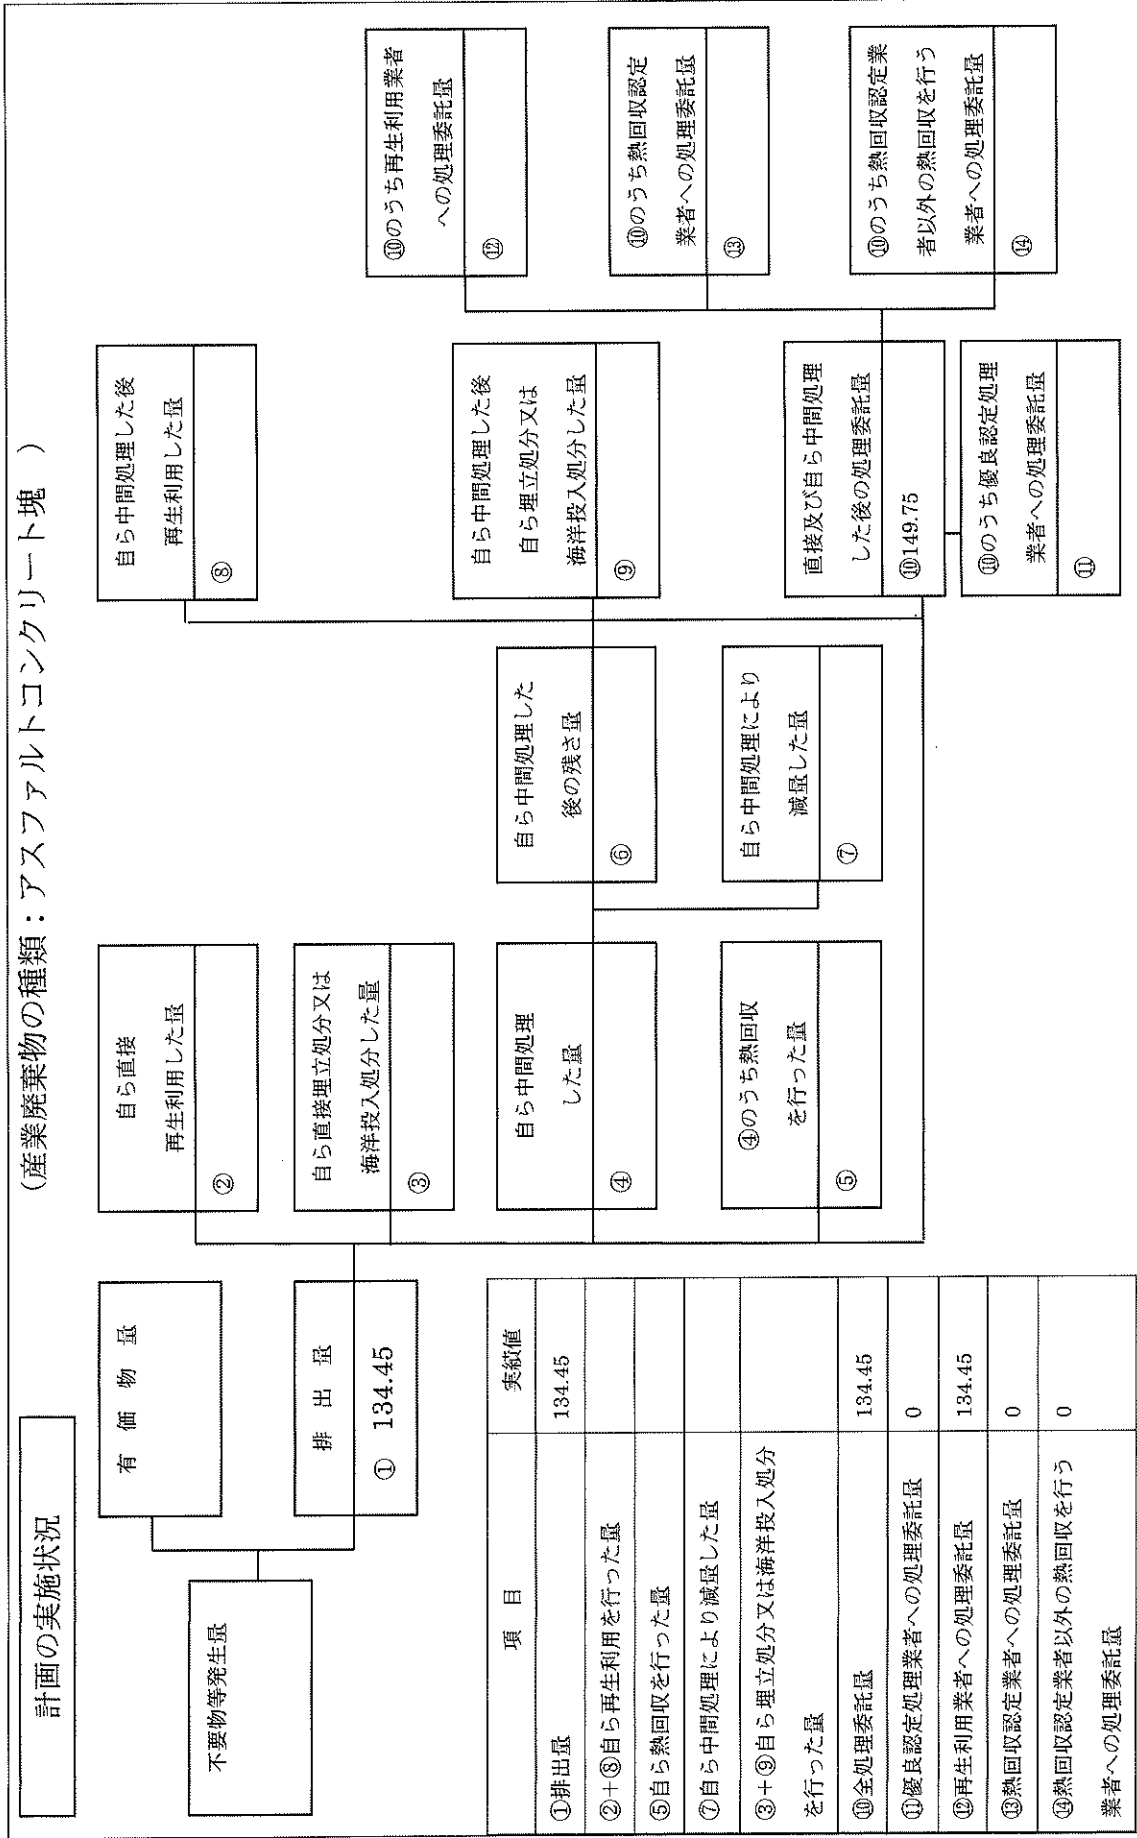 計画の実施状況
(産業廃棄物の種類：アスファルトコンクリート塊　)
不要物等発生量
有 価 物 量
排 出 量
① 134.45
自ら直接
再生利用した量
②
自ら直接埋立処分又は
海洋投入処分した量
③
自ら中間処理
した量
④
④のうち熱回収
を行った量
⑤
自ら中間処理した
後の残さ量
⑥
自ら中間処理により
減量した量
⑦
自ら中間処理した後
再生利用した量
⑧
自ら中間処理した後
自ら埋立処分又は
海洋投入処分した量
⑨
直接及び自ら中間処理
した後の処理委託量
⑩149.75
⑩のうち優良認定処理
業者への処理委託量
⑪
⑩のうち再生利用業者
への処理委託量
⑫
⑩のうち熱回収認定
業者への処理委託量
⑬
⑩のうち熱回収認定業
者以外の熱回収を行う
業者への処理委託量
⑭
項 目 実績値
①排出量 134.45
②+⑧自ら再生利用を行った量
⑤自ら熱回収を行った量
⑦自ら中間処理により減量した量
③+⑨自ら埋立処分又は海洋投入処分
を行った量
⑩全処理委託量 134.45
⑪優良認定処理業者への処理委託量 0
⑫再生利用業者への処理委託量 134.45
⑬熱回収認定業者への処理委託量 0
⑭熱回収認定業者以外の熱回収を行う 0
業者への処理委託量